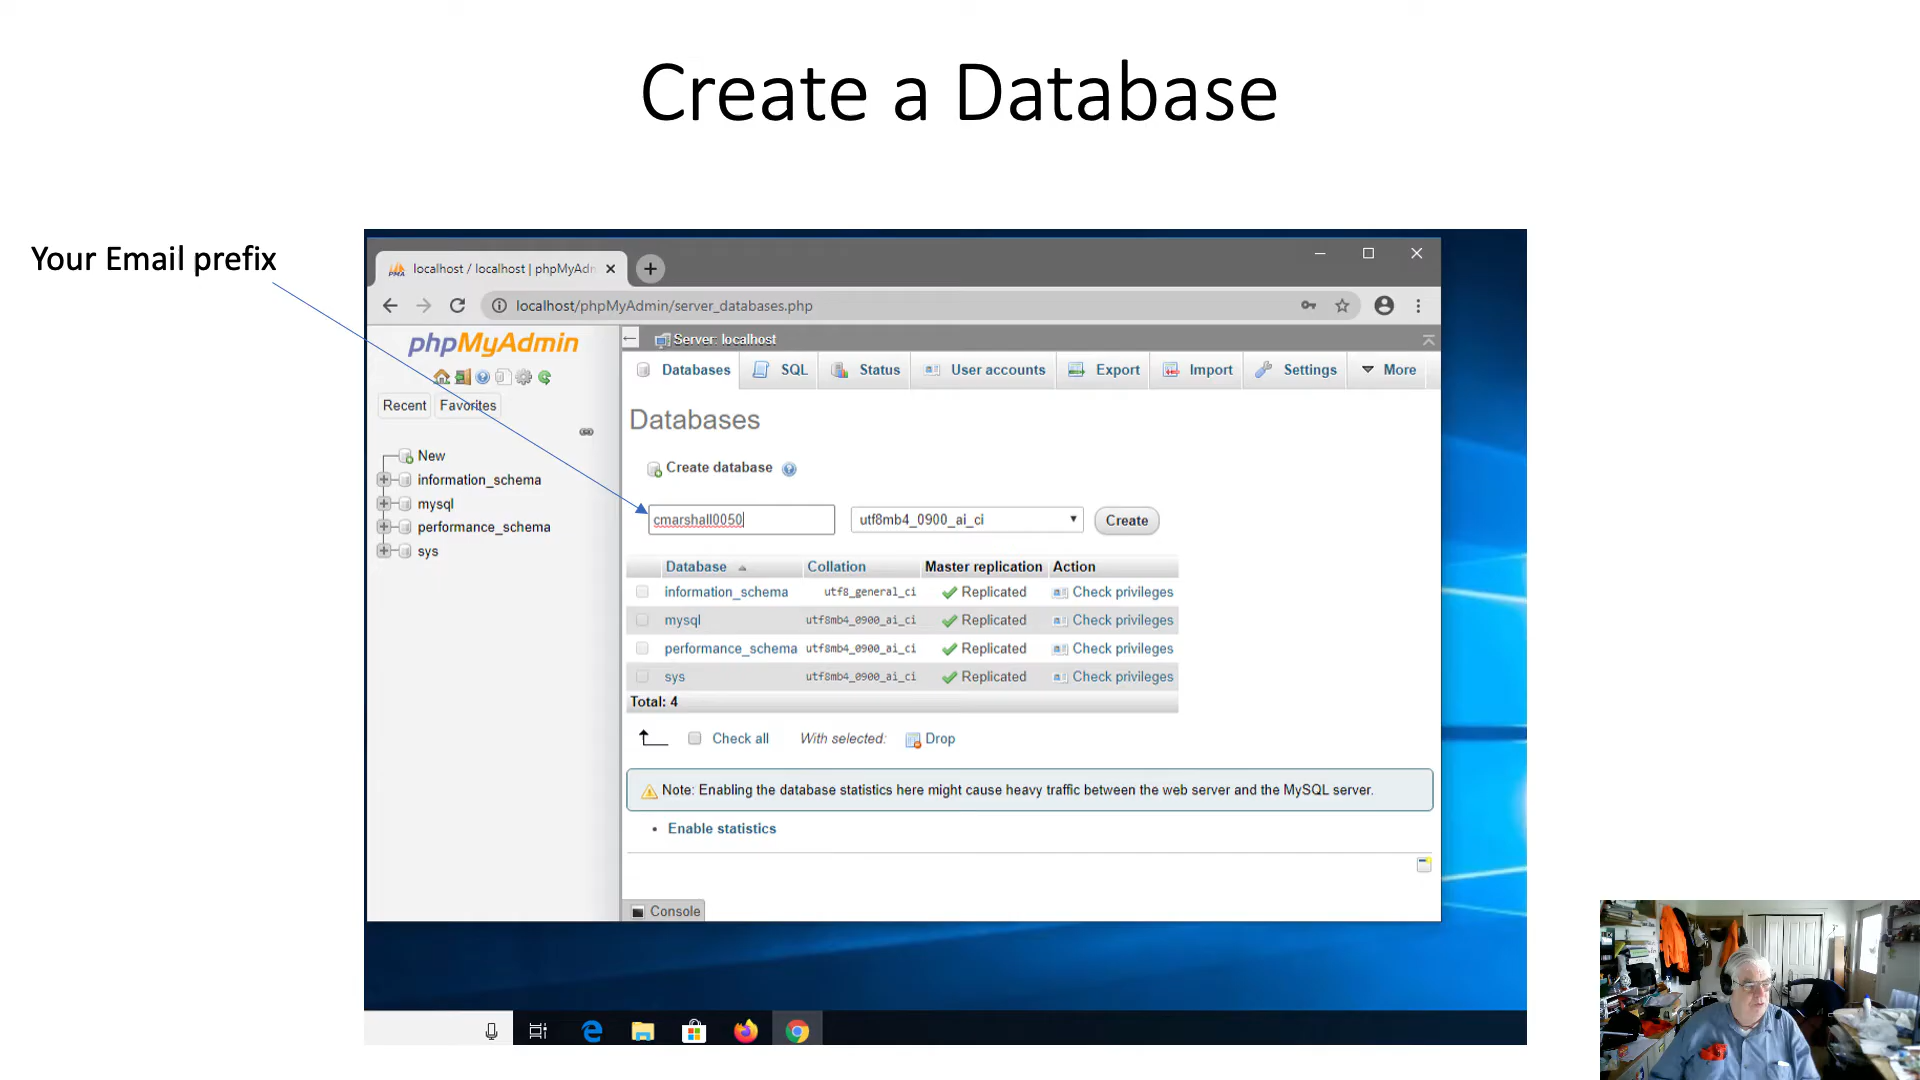 Create a Database
Your Email prefix
localhost / localhost | phpMyAdn
localhost/phpMyAdmin/server_databases.php
phpMyAdmin
Server: localhost
Databases SQL Status User accounts Export Import Settings More
Recent Favorites
New
information_schema
mysql
performance_schema
sys
Databases
Create database
cmarshall0050 utf8mb4_0900_ai_ci Create
Database Collation Master replication Action
information_schema utf8_general_ci Replicated Check privileges
mysql utf8mb4_0900_ai_ci Replicated Check privileges
performance_schema utf8mb4_0900_ai_ci Replicated Check privileges
sys utf8mb4_0900_ai_ci Replicated Check privileges
Total: 4
Check all With selected: Drop
Note: Enabling the database statistics here might cause heavy traffic between the web server and the MySQL server.
• Enable statistics
Console